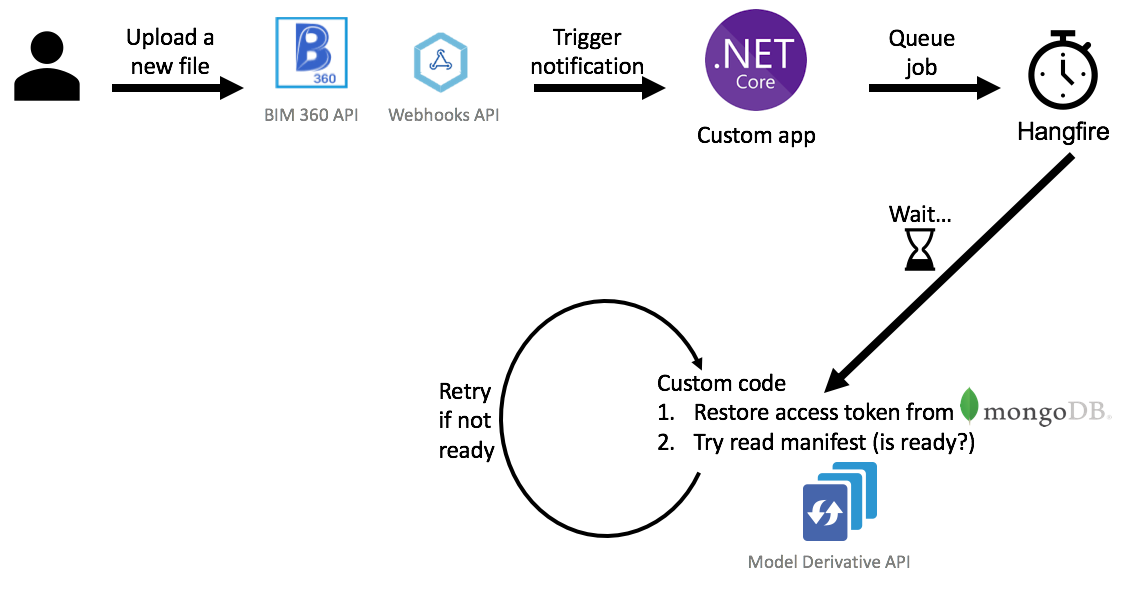 Upload a
new file
B
360
BIM 360 API
Webhooks API
Trigger
notification
.NET
Core
Custom app
Queue
job
Hangfire
Wait...
Retry
if not
ready
Custom code
1. Restore access token from mongoDB.
2. Try read manifest (is ready?)
Model Derivative API